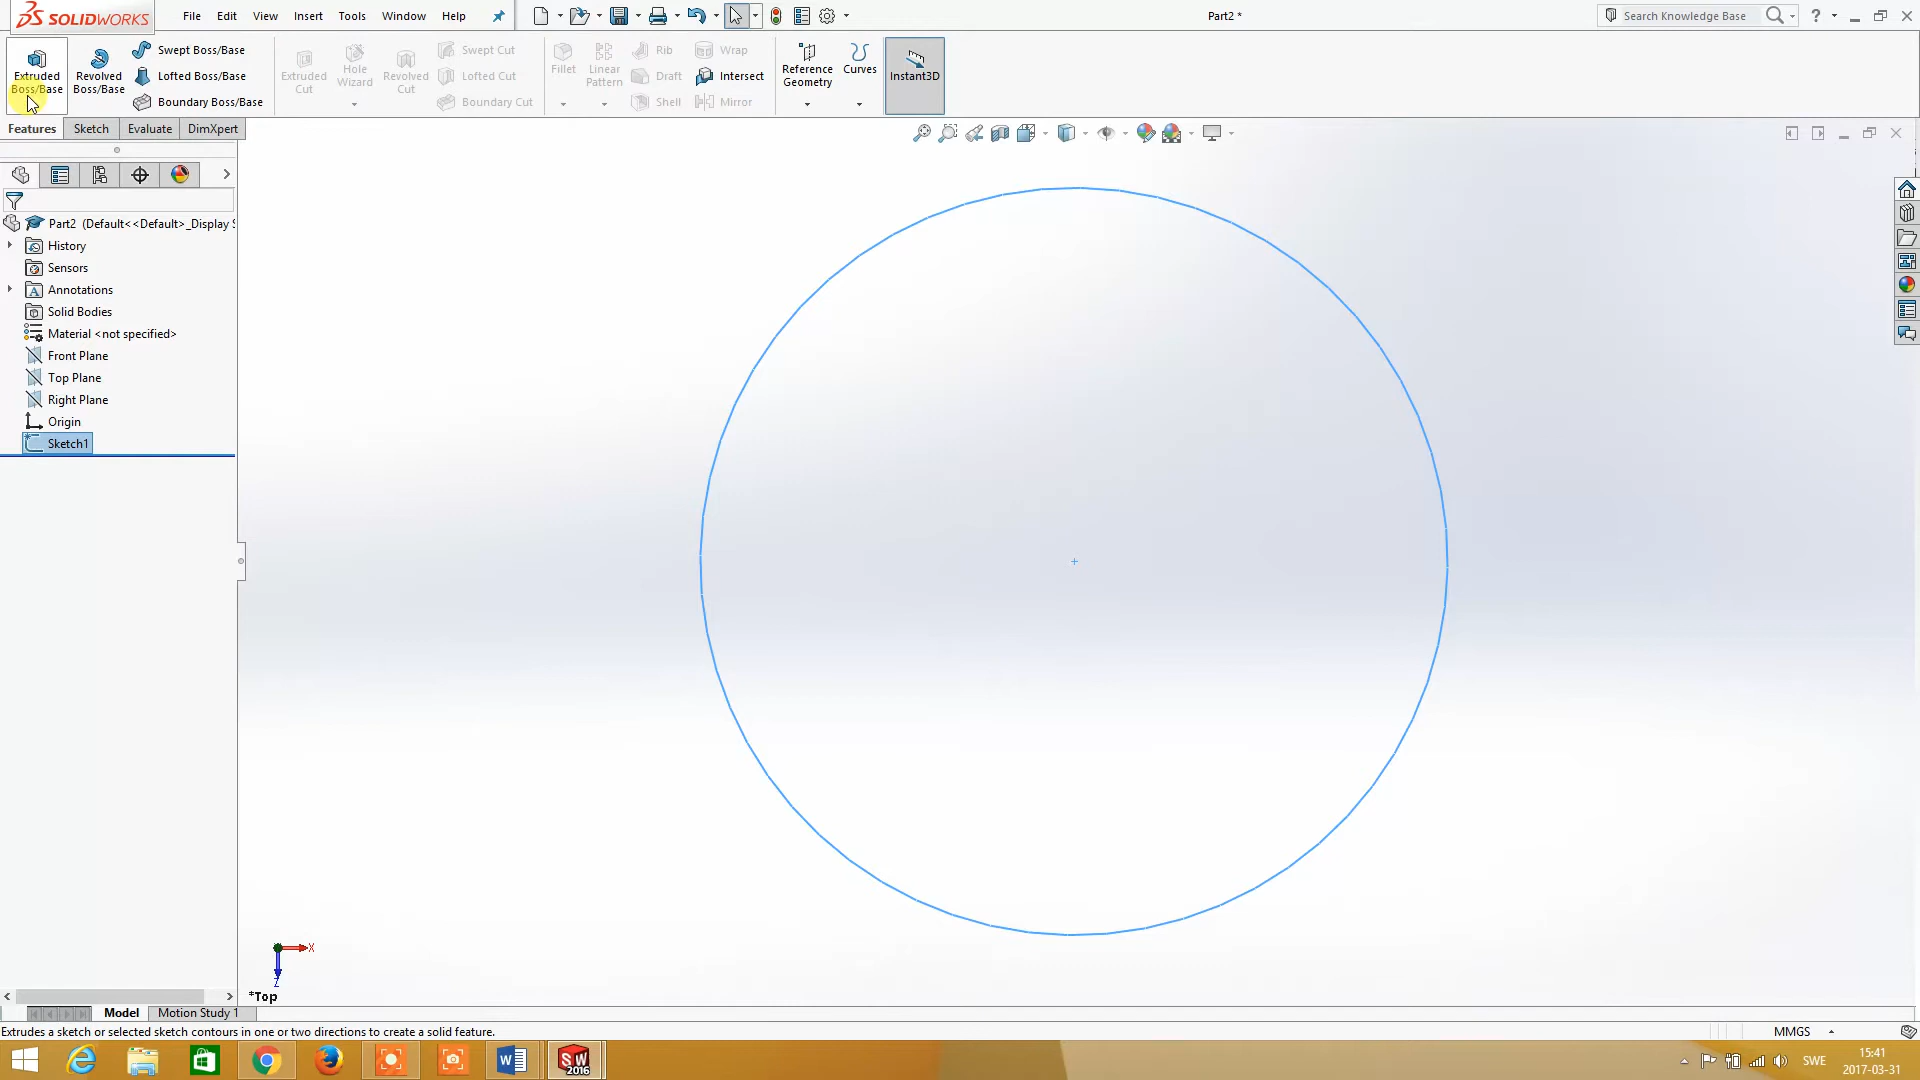 SOLIDWORKS File Edit View Insert Tools Window Help Part2 * Search Knowledge Base ?
Extruded Boss/Base
Revolved Boss/Base
Swept Boss/Base
Lofted Boss/Base
Boundary Boss/Base
Extruded Cut
Hole Wizard
Revolved Cut
Swept Cut
Lofted Cut
Boundary Cut
Fillet
Linear Pattern
Rib
Draft
Shell
Wrap
Intersect
Mirror
Reference Geometry
Curves
Instant3D
Features Sketch Evaluate DimXpert
Part2 (Default<<Default>_Display
History
Sensors
Annotations
Solid Bodies
Material <not specified>
Front Plane
Top Plane
Right Plane
Origin
Sketch1
X
Z
*Top
Model Motion Study 1
Extrudes a sketch or selected sketch contours in one or two directions to create a solid feature. MMGS
SW 2016
SWE
15:41
2017-03-31